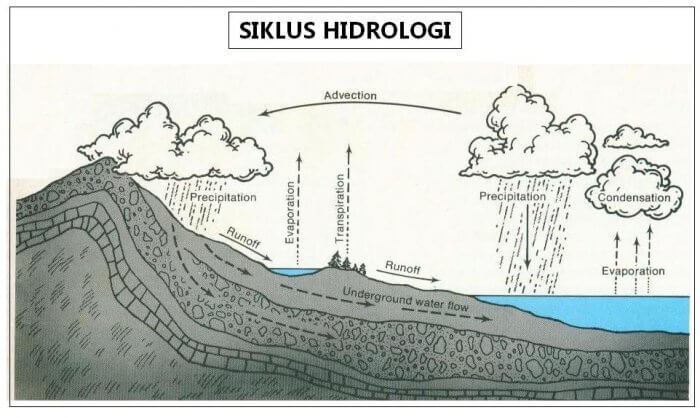 SIKLUS HIDROLOGI
Advection
Precipitation
Precipitation
Condensation
Evaporation
Transpiration
Runoff
Runoff
Evaporation
Underground water flow